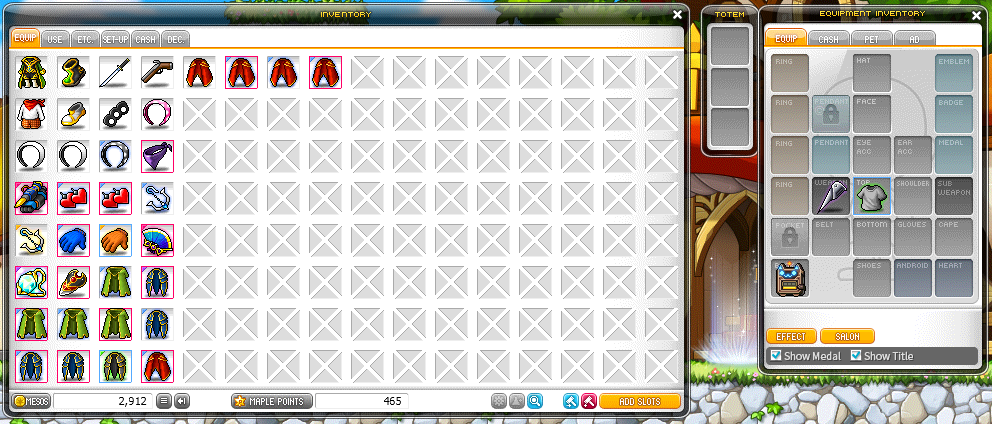 INVENTORY
EQUIP USE ETC. SET-UP CASH DEC.
MESOS 2,912 MAPLE POINTS 465 ADD SLOTS
TOTEM
EQUIPMENT INVENTORY
EQUIP CASH PET AD
RING HAT EMBLEM
RING PENDANT FACE BADGE
RING PENDANT EYE ACC EAR ACC MEDAL
RING WEA TOP SHOULDER SUB WEAPON
POCKET BELT BOTTOM GLOVES CAPE
SHOES ANDROID HEART
EFFECT SALON
Show Medal Show Title